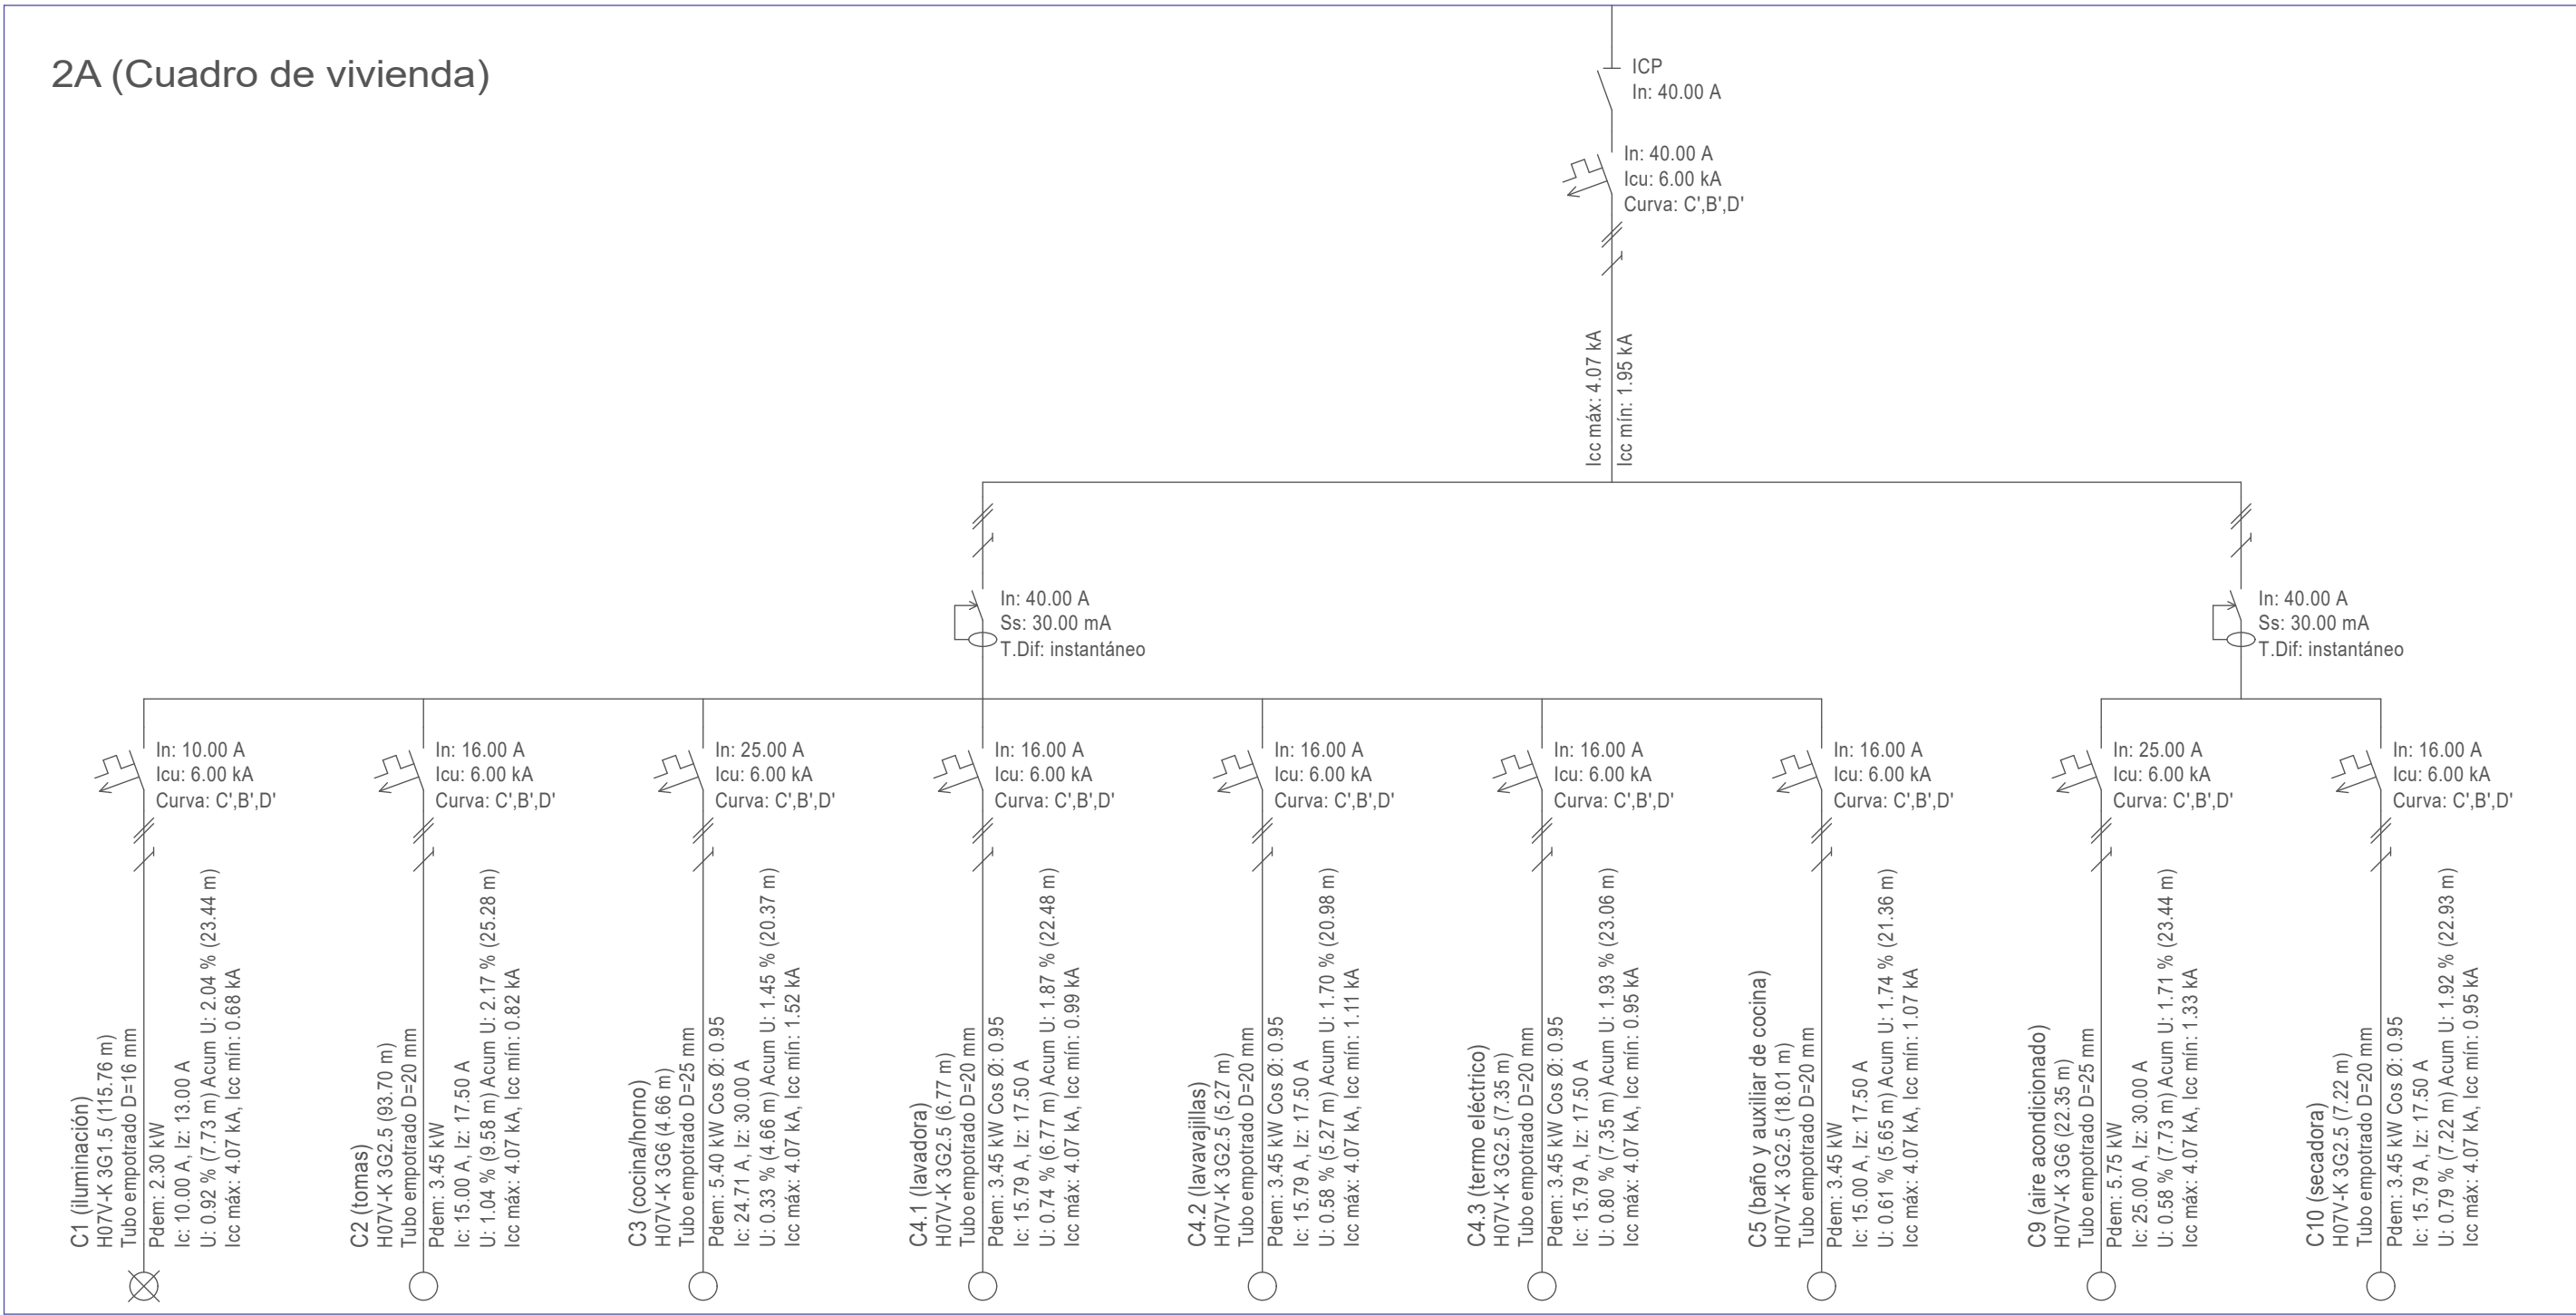 2A (Cuadro de vivienda)
ICP
In: 40.00 A
In: 40.00 A
Icu: 6.00 kA
Curva: C',B',D'
Icc máx: 4.07 kA
Icc mín: 1.95 kA
In: 40.00 A
Ss: 30.00 mA
T.Dif: instantáneo
In: 40.00 A
Ss: 30.00 mA
T.Dif: instantáneo
In: 10.00 A
Icu: 6.00 kA
Curva: C',B',D'
C1 (iluminación)
H07V-K 3G1.5 (115.76 m)
Tubo empotrado D=16 mm
Pdem: 2.30 kW
Ic: 10.00 A, Iz: 13.00 A
U: 0.92 % (7.73 m) Acum U: 2.04 % (23.44 m)
Icc máx: 4.07 kA, Icc mín: 0.68 kA
In: 16.00 A
Icu: 6.00 kA
Curva: C',B',D'
C2 (tomas)
H07V-K 3G2.5 (93.70 m)
Tubo empotrado D=20 mm
Pdem: 3.45 kW
Ic: 15.00 A, Iz: 17.50 A
U: 1.04 % (9.58 m) Acum U: 2.17 % (25.28 m)
Icc máx: 4.07 kA, Icc mín: 0.82 kA
In: 25.00 A
Icu: 6.00 kA
Curva: C',B',D'
C3 (cocina/horno)
H07V-K 3G6 (4.66 m)
Tubo empotrado D=25 mm
Pdem: 5.40 kW Cos Ø: 0.95
Ic: 24.71 A, Iz: 30.00 A
U: 0.33 % (4.66 m) Acum U: 1.45 % (20.37 m)
Icc máx: 4.07 kA, Icc mín: 1.52 kA
In: 16.00 A
Icu: 6.00 kA
Curva: C',B',D'
C4.1 (lavadora)
H07V-K 3G2.5 (6.77 m)
Tubo empotrado D=20 mm
Pdem: 3.45 kW Cos Ø: 0.95
Ic: 15.79 A, Iz: 17.50 A
U: 0.74 % (6.77 m) Acum U: 1.87 % (22.48 m)
Icc máx: 4.07 kA, Icc mín: 0.99 kA
In: 16.00 A
Icu: 6.00 kA
Curva: C',B',D'
C4.2 (lavavajillas)
H07V-K 3G2.5 (5.27 m)
Tubo empotrado D=20 mm
Pdem: 3.45 kW Cos Ø: 0.95
Ic: 15.79 A, Iz: 17.50 A
U: 0.58 % (5.27 m) Acum U: 1.70 % (20.98 m)
Icc máx: 4.07 kA, Icc mín: 1.11 kA
In: 16.00 A
Icu: 6.00 kA
Curva: C',B',D'
C4.3 (termo eléctrico)
H07V-K 3G2.5 (7.35 m)
Tubo empotrado D=20 mm
Pdem: 3.45 kW Cos Ø: 0.95
Ic: 15.79 A, Iz: 17.50 A
U: 0.80 % (7.35 m) Acum U: 1.93 % (23.06 m)
Icc máx: 4.07 kA, Icc mín: 0.95 kA
In: 16.00 A
Icu: 6.00 kA
Curva: C',B',D'
C5 (baño y auxiliar de cocina)
H07V-K 3G2.5 (18.01 m)
Tubo empotrado D=20 mm
Pdem: 3.45 kW
Ic: 15.00 A, Iz: 17.50 A
U: 0.61 % (5.65 m) Acum U: 1.74 % (21.36 m)
Icc máx: 4.07 kA, Icc mín: 1.07 kA
In: 25.00 A
Icu: 6.00 kA
Curva: C',B',D'
C9 (aire acondicionado)
H07V-K 3G6 (22.35 m)
Tubo empotrado D=25 mm
Pdem: 5.75 kW
Ic: 25.00 A, Iz: 30.00 A
U: 0.58 % (7.73 m) Acum U: 1.71 % (23.44 m)
Icc máx: 4.07 kA, Icc mín: 1.33 kA
In: 16.00 A
Icu: 6.00 kA
Curva: C',B',D'
C10 (secadora)
H07V-K 3G2.5 (7.22 m)
Tubo empotrado D=20 mm
Pdem: 3.45 kW Cos Ø: 0.95
Ic: 15.79 A, Iz: 17.50 A
U: 0.79 % (7.22 m) Acum U: 1.92 % (22.93 m)
Icc máx: 4.07 kA, Icc mín: 0.95 kA